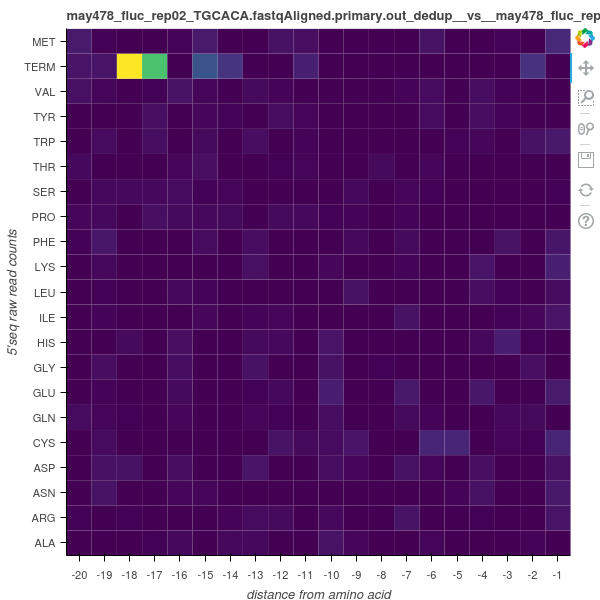 may478_fluc_rep02_TGCACA.fastqAligned.primary.out_dedup__vs__may478_fluc_rep
MET
TERM
VAL
TYR
TRP
THR
SER
PRO
PHE
LYS
LEU
ILE
HIS
GLY
GLU
GLN
CYS
ASP
ASN
ARG
ALA
5'seq raw read counts
-20 -19 -18 -17 -16 -15 -14 -13 -12 -11 -10 -9 -8 -7 -6 -5 -4 -3 -2 -1
distance from amino acid